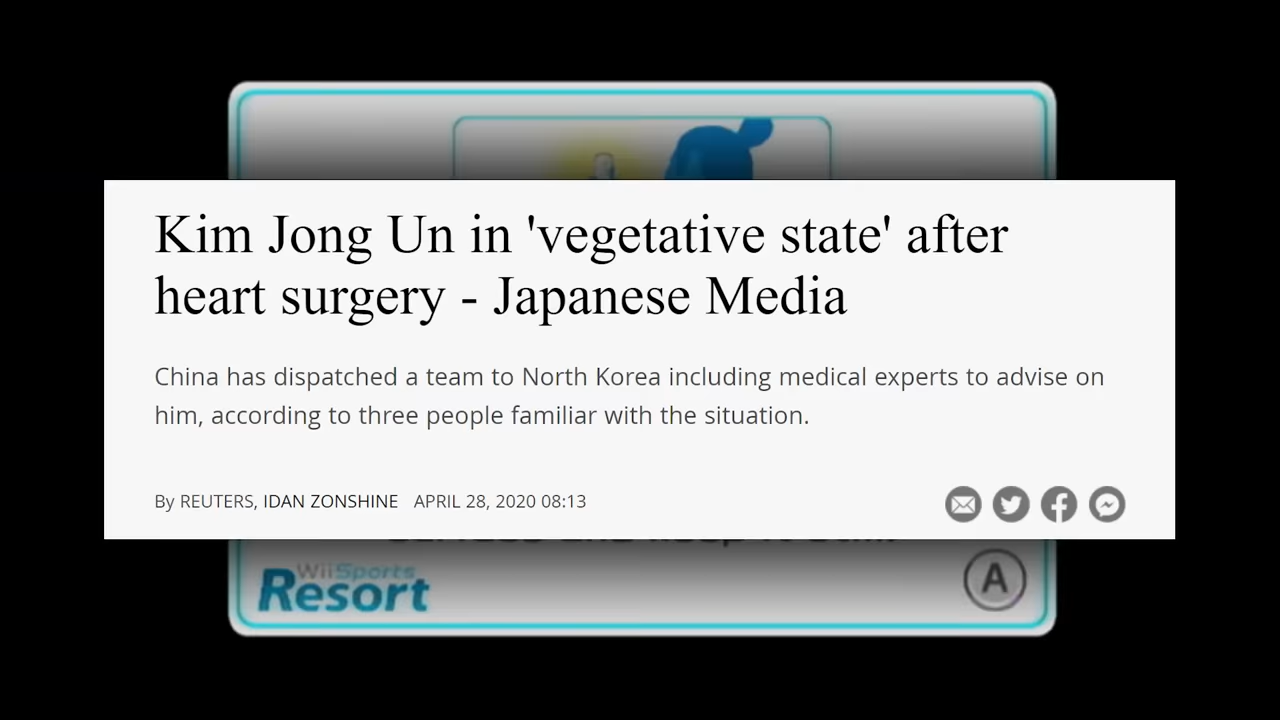 Kim Jong Un in 'vegetative state' after
heart surgery - Japanese Media
China has dispatched a team to North Korea including medical experts to advise on
him, according to three people familiar with the situation.
By REUTERS, IDAN ZONSHINE APRIL 28, 2020 08:13
WiiSports
Resort
A